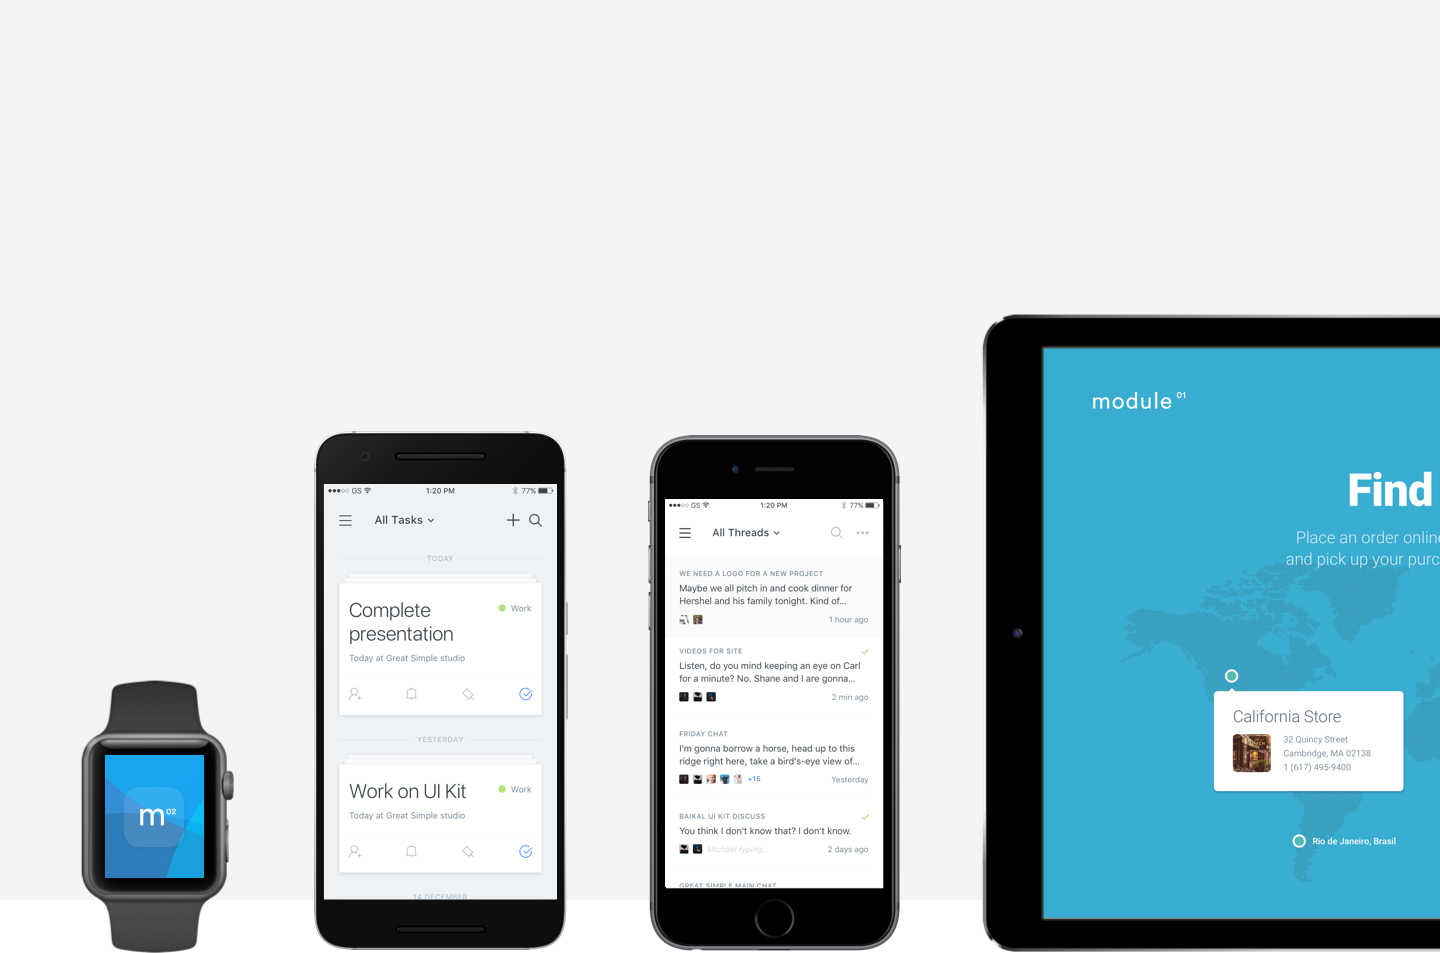 m02
●●●○○ GS
1:20 PM
77%
All Tasks
TODAY
Complete
presentation
Work
Today at Great Simple studio
YESTERDAY
Work on UI Kit
Work
Today at Great Simple studio
14 DECEMBER
●●●○○ GS
1:20 PM
77%
All Threads
WE NEED A LOGO FOR A NEW PROJECT
Maybe we all pitch in and cook dinner for
Hershel and his family tonight. Kind of...
1 hour ago
VIDEOS FOR SITE
Listen, do you mind keeping an eye on Carl
for a minute? No. Shane and I are gonna...
2 min ago
FRIDAY CHAT
I'm gonna borrow a horse, head up to this
ridge right here, take a bird's-eye view of...
+15
Yesterday
BAIKAL UI KIT DISCUSS
You think I don't know that? I don't know.
Michael typing...
2 days ago
GREAT SIMPLE MAIN CHAT
module 01
Find
Place an order online
and pick up your purc
California Store
32 Quincy Street
Cambridge, MA 02138
1 (617) 495-9400
Rio de Janeiro, Brasil